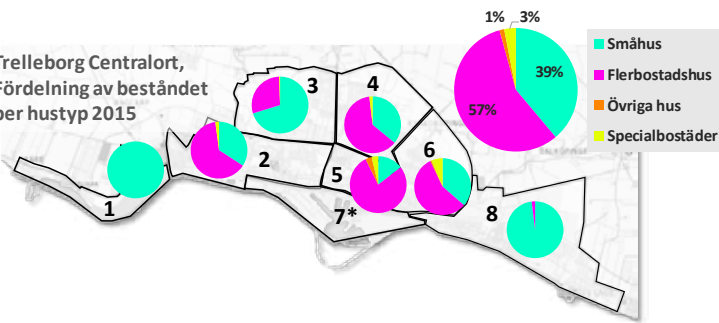 Trelleborg Centralort,
Fördelning av beståndet
per hustyp 2015
1% 3%
39%
57%
Småhus
Flerbostadshus
Övriga hus
Specialbostäder
3
4
2
5
6
1
7*
8